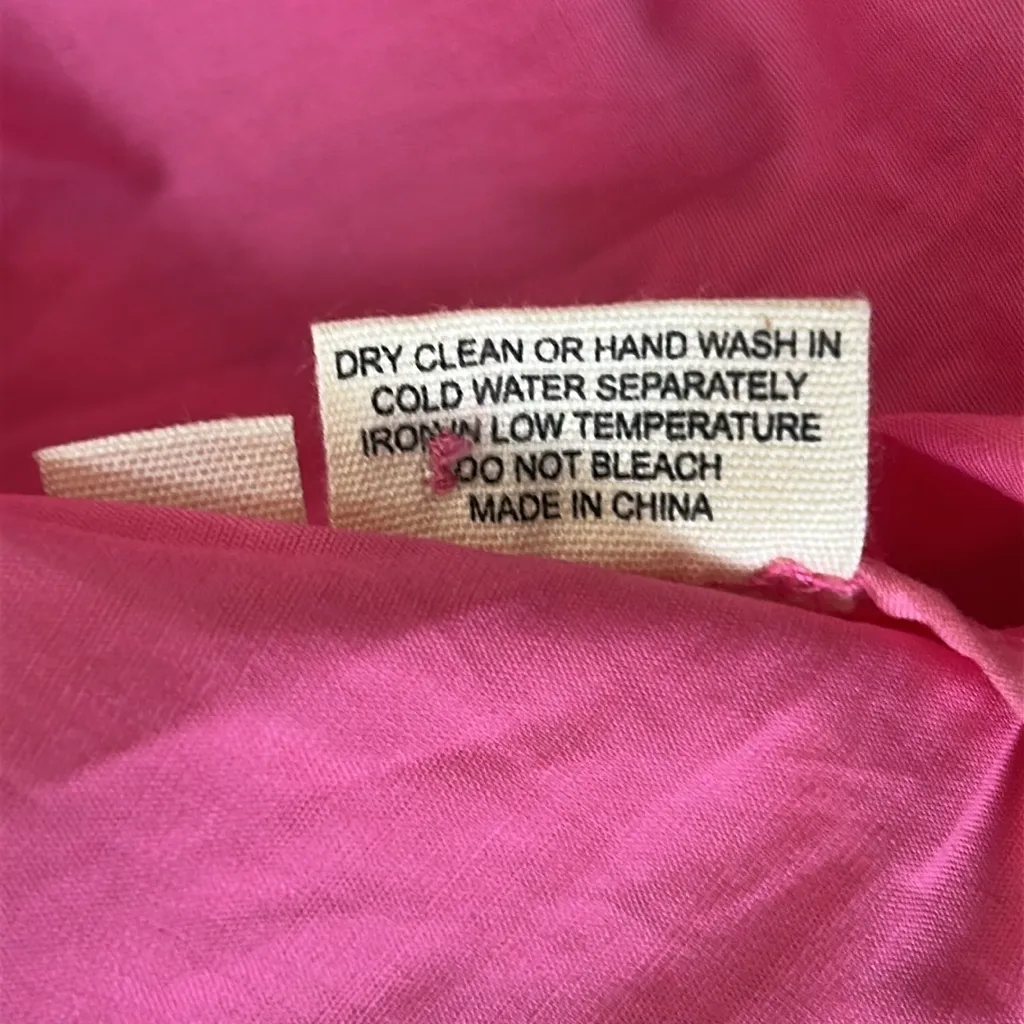 DRY CLEAN OR HAND WASH IN
COLD WATER SEPARATELY
IRON IN LOW TEMPERATURE
DO NOT BLEACH
MADE IN CHINA